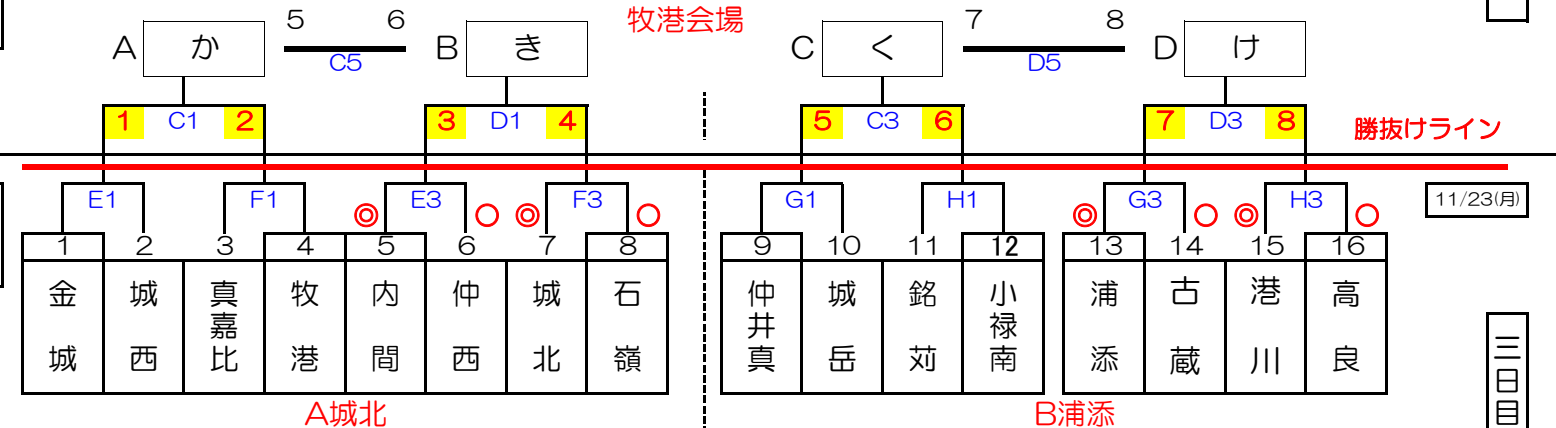 牧港会場
5 6 7 8
A か C5 B き C く D5 D け
1 C1 2 3 D1 4 5 C3 6 7 D3 8
勝抜けライン
E1 F1 ◎ E3 ○ ◎ F3 ○ G1 H1 ◎ G3 ○ ◎ H3 ○ 11/23(月)
1 2 3 4 5 6 7 8 9 10 11 12 13 14 15 16
金城 城西 真嘉比 牧港 内間 仲西 城北 石嶺 仲井真 城岳 銘苅 小禄南 浦添 古蔵 港川 高良
三日目
A城北 B浦添